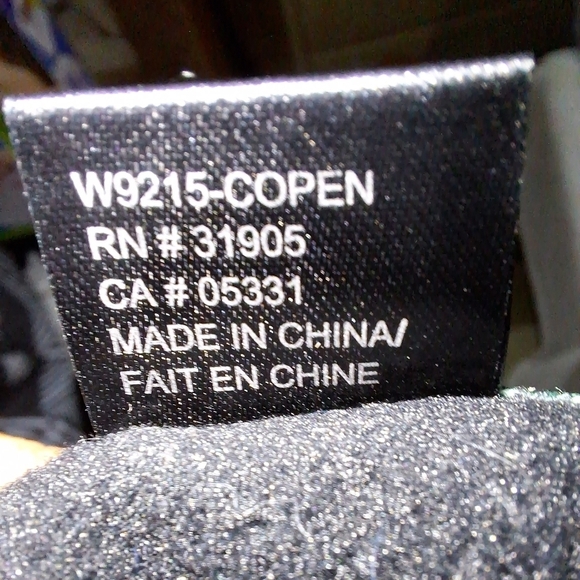 W9215-COPEN
RN # 31905
CA # 05331
MADE IN CHINA/
FAIT EN CHINE